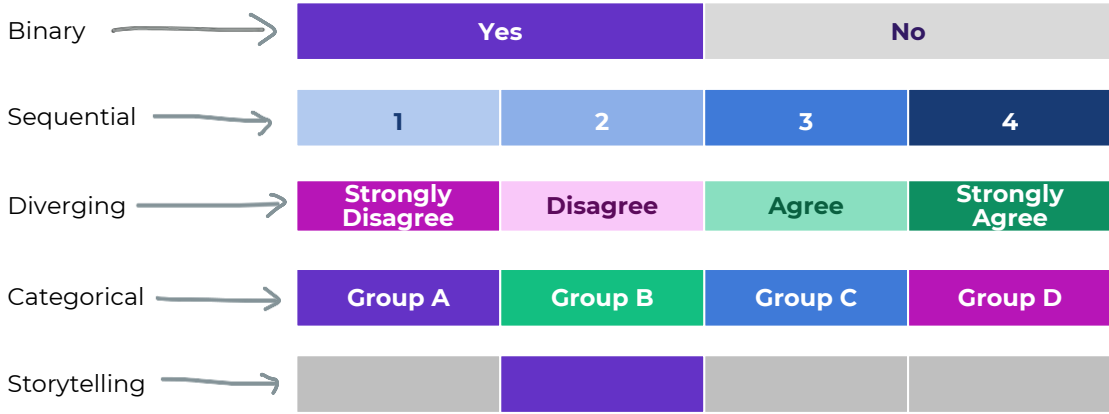 Binary
Yes
No
Sequential
1
2
3
4
Diverging
Strongly
Disagree
Disagree
Agree
Strongly
Agree
Categorical
Group A
Group B
Group C
Group D
Storytelling